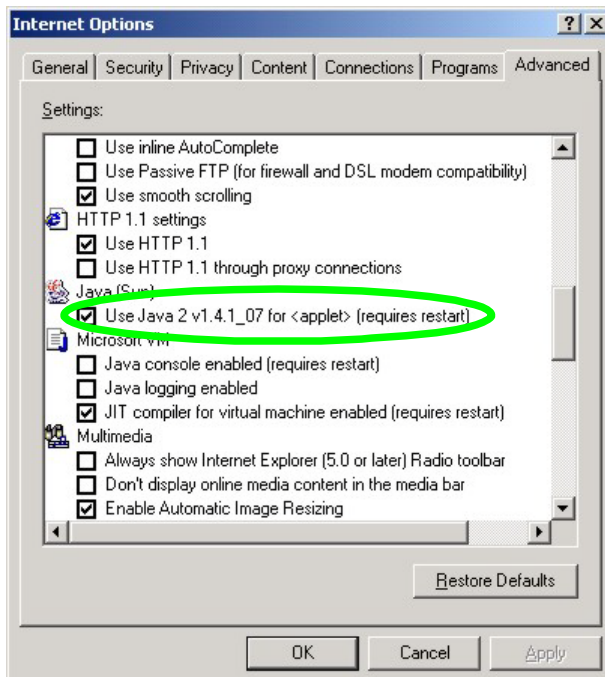 Internet Options
General Security Privacy Content Connections Programs Advanced
Settings:
Use inline AutoComplete
Use Passive FTP (for firewall and DSL modem compatibility)
Use smooth scrolling
HTTP 1.1 settings
Use HTTP 1.1
Use HTTP 1.1 through proxy connections
Java (Sun)
Use Java 2 v1.4.1_07 for <applet> (requires restart)
Microsoft VM
Java console enabled (requires restart)
Java logging enabled
JIT compiler for virtual machine enabled (requires restart)
Multimedia
Always show Internet Explorer (5.0 or later) Radio toolbar
Don't display online media content in the media bar
Enable Automatic Image Resizing
Restore Defaults
OK Cancel Apply